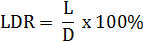 LDR = L/D x 100%